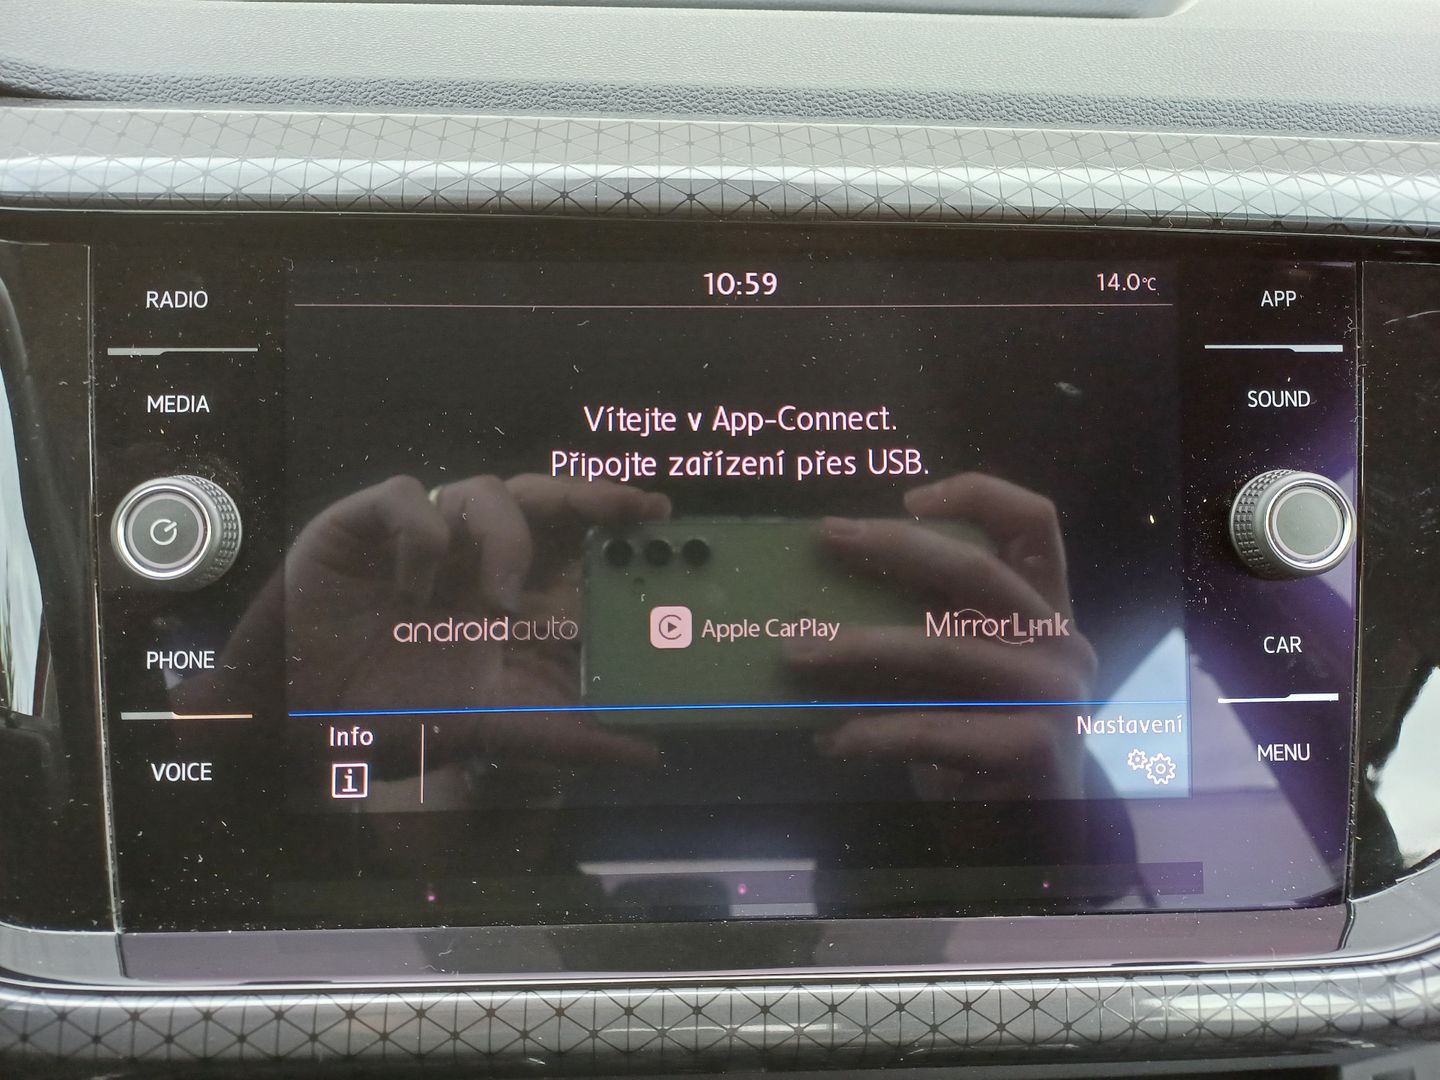 RADIO
MEDIA
PHONE
VOICE
10:59
14.0°C
Vítejte v App-Connect.
Připojte zařízení přes USB.
androidauto
Apple CarPlay
MirrorLink
Info
i
Nastavení
APP
SOUND
CAR
MENU